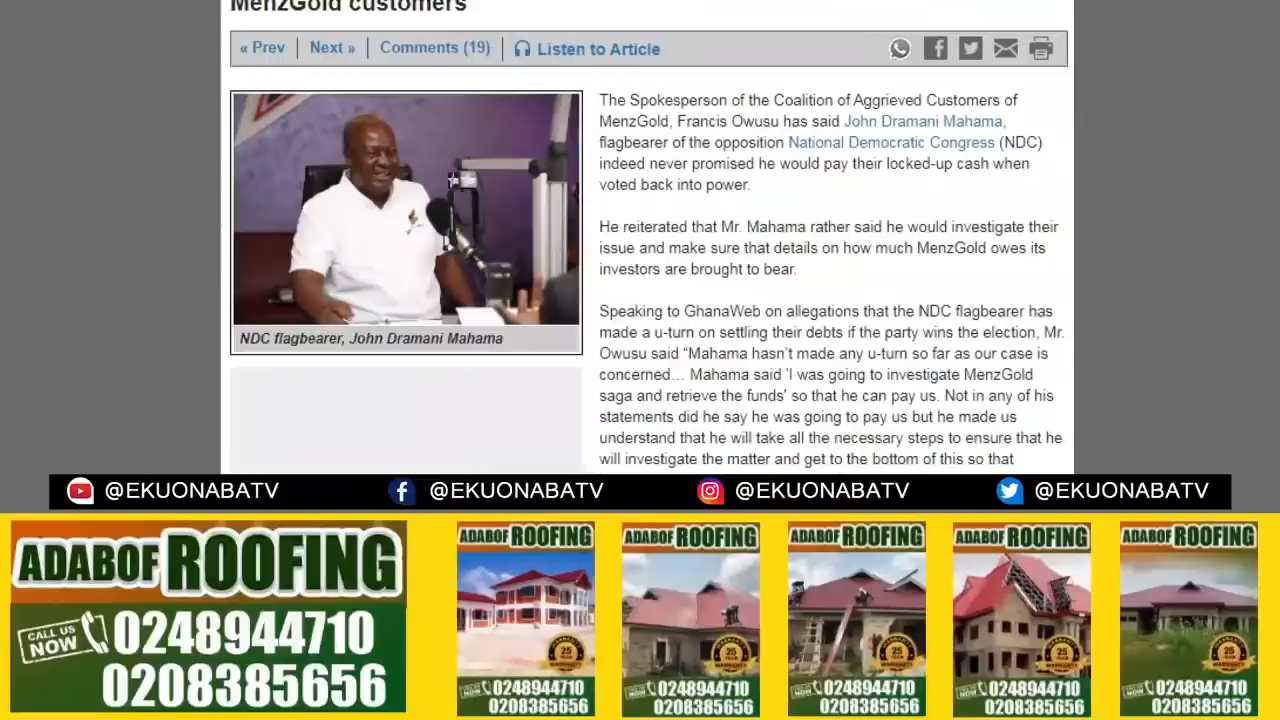 MenzGold customers
« Prev | Next » | Comments (19) | Listen to Article
The Spokesperson of the Coalition of Aggrieved Customers of
MenzGold, Francis Owusu has said John Dramani Mahama,
flagbearer of the opposition National Democratic Congress (NDC)
indeed never promised he would pay their locked-up cash when
voted back into power.
He reiterated that Mr. Mahama rather said he would investigate their
issue and make sure that details on how much MenzGold owes its
investors are brought to bear.
Speaking to GhanaWeb on allegations that the NDC flagbearer has
made a u-turn on settling their debts if the party wins the election, Mr.
Owusu said “Mahama hasn’t made any u-turn so far as our case is
concerned… Mahama said ‘I was going to investigate MenzGold
saga and retrieve the funds’ so that he can pay us. Not in any of his
statements did he say he was going to pay us but he made us
understand that he will take all the necessary steps to ensure that he
will investigate the matter and get to the bottom of this so that
NDC flagbearer, John Dramani Mahama
@EKUONABATV @EKUONABATV @EKUONABATV @EKUONABATV
ADABOF ROOFING
CALL US NOW 0248944710
0208385656
ADABOF ROOFING
25
WARRANTY
0248944710
0208385656
ADABOF ROOFING
25
WARRANTY
0248944710
0208385656
ADABOF ROOFING
25
WARRANTY
0248944710
0208385656
ADABOF ROOFING
25
WARRANTY
0248944710
0208385656
ADABOF ROOFING
25
WARRANTY
0248944710
0208385656